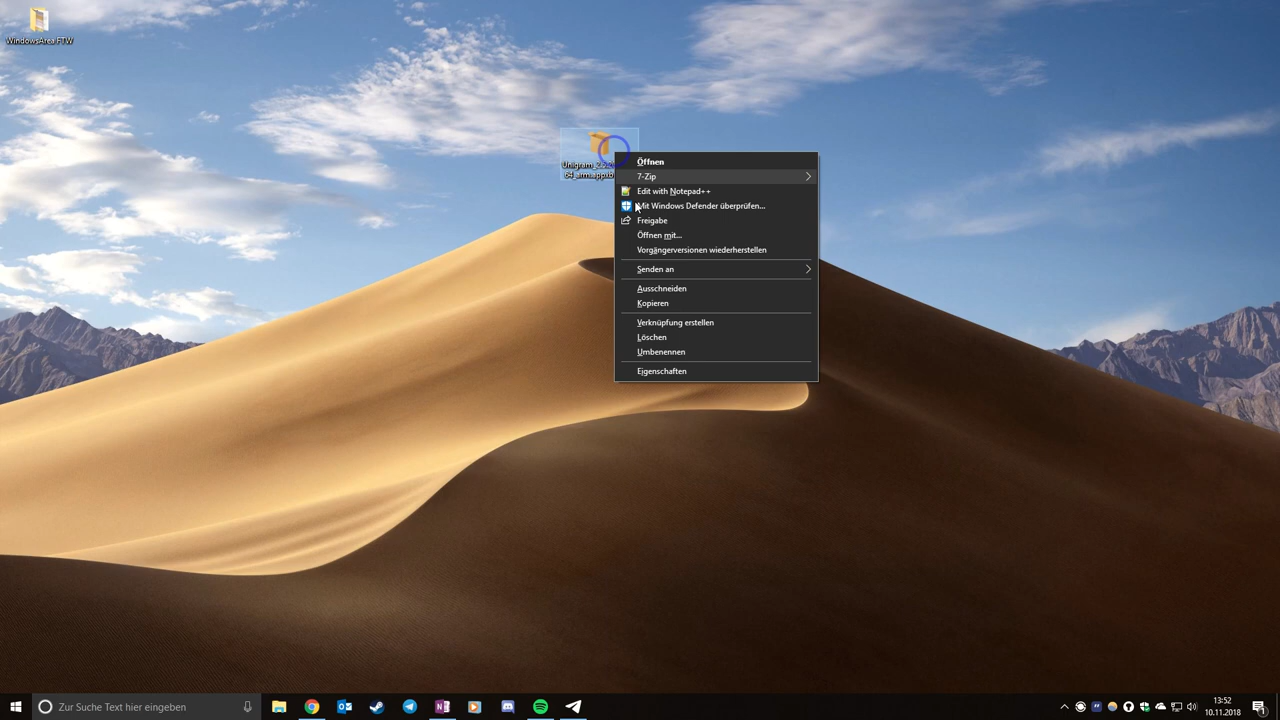 WindowsArea FTW
Öffnen
7-Zip
Edit with Notepad++
Mit Windows Defender überprüfen...
Freigabe
Öffnen mit...
Vorgängerversionen wiederherstellen
Senden an
Ausschneiden
Kopieren
Verknüpfung erstellen
Löschen
Umbenennen
Eigenschaften
Zur Suche Text hier eingeben
13:52
10.11.2018